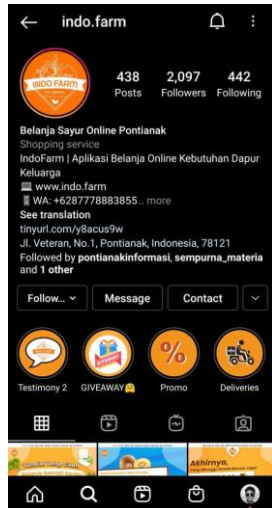 indo.farm
INDO FARM
438
2,097
442
Posts
Followers
Following
Belanja Sayur Online Pontianak
Shopping service
IndoFarm | Aplikasi Belanja Online Kebutuhan Dapur
Keluarga
www.indo.farm
WA: +6287778883855... more
See translation
tinyurl.com/y8acus9w
Jl. Veteran, No.1, Pontianak, Indonesia, 78121
Followed by pontianakinformasi, sempurna_materia
and 1 other
Follow...
Message
Contact
%
Testimony 2
GIVEAWAY🤗
Promo
Deliveries
Akhirnya,